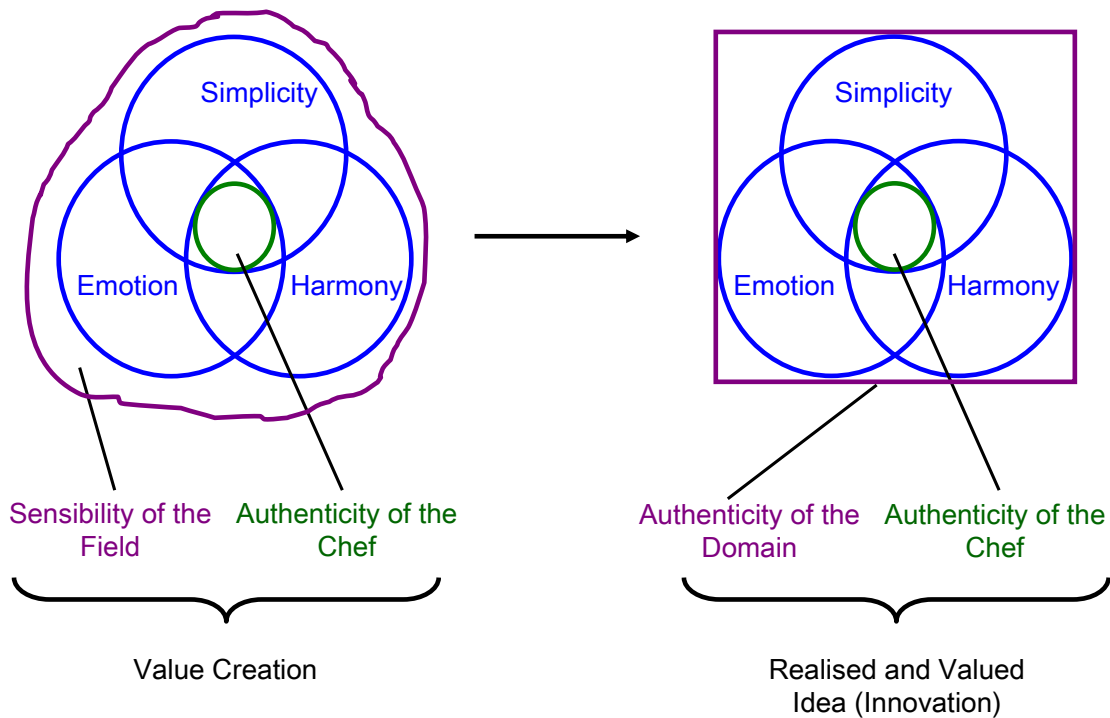 Simplicity
Emotion
Harmony
Sensibility of the
Field
Authenticity of the
Chef
Value Creation
Simplicity
Emotion
Harmony
Authenticity of the
Domain
Authenticity of the
Chef
Realised and Valued
Idea (Innovation)